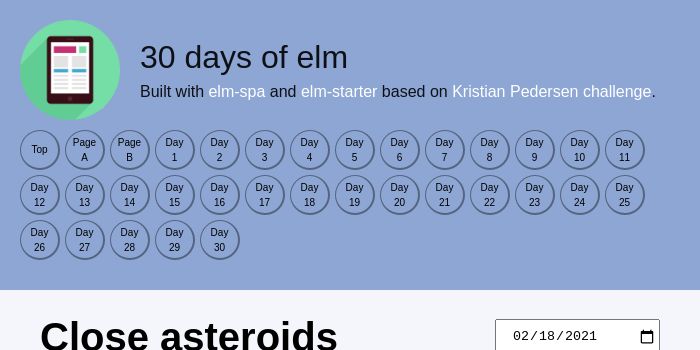 30 days of elm
Built with elm-spa and elm-starter based on Kristian Pedersen challenge.
Top
Page
A
Page
B
Day
1
Day
2
Day
3
Day
4
Day
5
Day
6
Day
7
Day
8
Day
9
Day
10
Day
11
Day
12
Day
13
Day
14
Day
15
Day
16
Day
17
Day
18
Day
19
Day
20
Day
21
Day
22
Day
23
Day
24
Day
25
Day
26
Day
27
Day
28
Day
29
Day
30
Close asteroids
02/18/2021